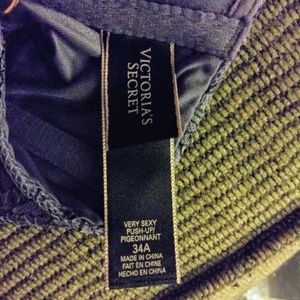 VICTORIA'S
SECRET
VERY SEXY
PUSH-UP/
PIGEONNANT
34A
MADE IN CHINA
FAIT EN CHINE
HECHO EN CHINA